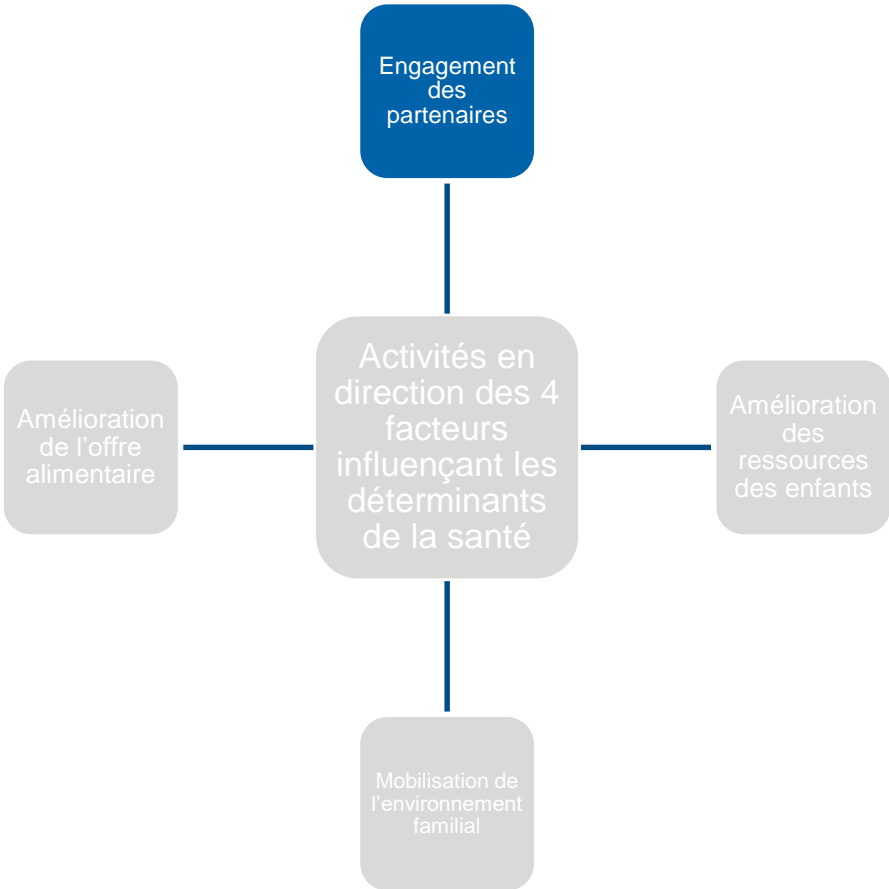 Engagement
des
partenaires
Activités en
direction des 4
facteurs
influençant les
déterminants
de la santé
Amélioration
de l’offre
alimentaire
Amélioration
des
ressources
des enfants
Mobilisation de
l’environnement
familial